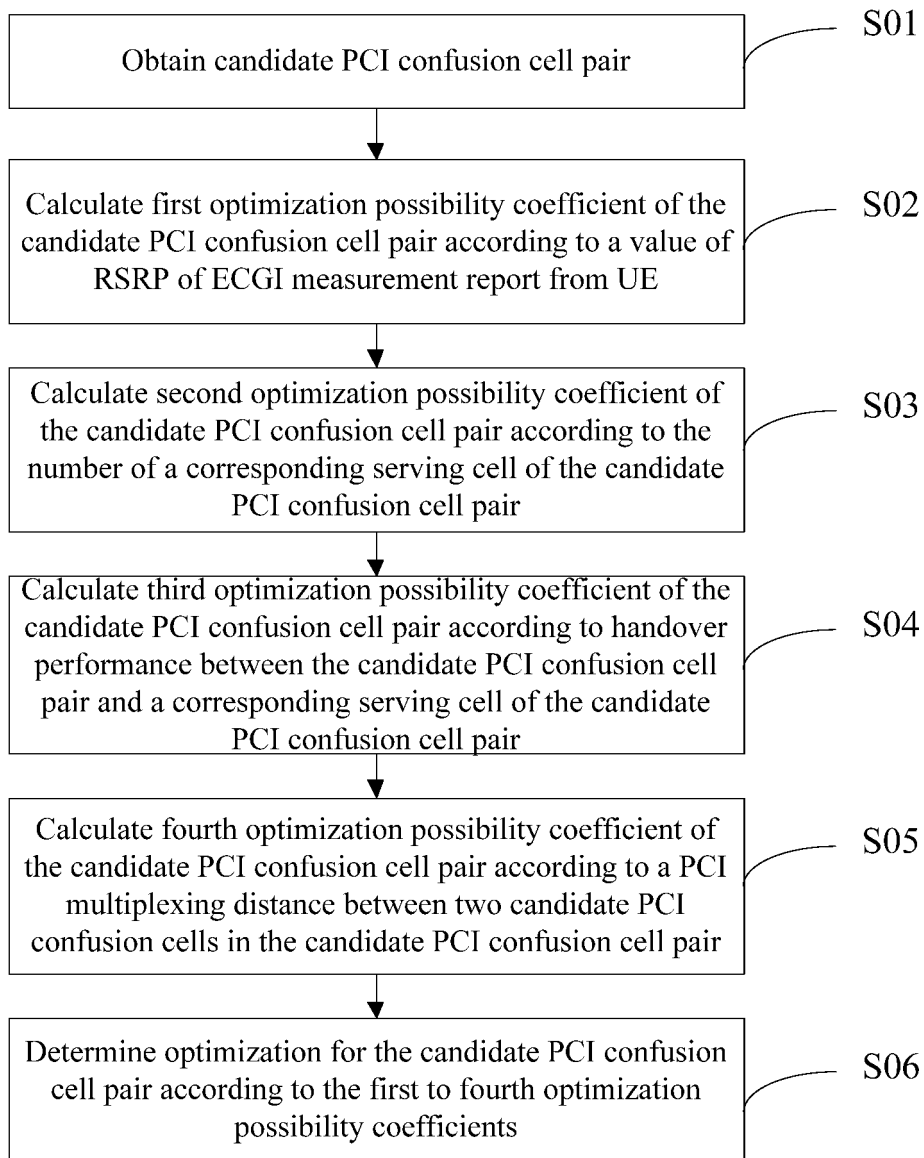 Obtain candidate PCI confusion cell pair
S01
Calculate first optimization possibility coefficient of the
candidate PCI confusion cell pair according to a value of
RSRP of ECGI measurement report from UE
S02
Calculate second optimization possibility coefficient of
the candidate PCI confusion cell pair according to the
number of a corresponding serving cell of the candidate
PCI confusion cell pair
S03
Calculate third optimization possibility coefficient of the
candidate PCI confusion cell pair according to handover
performance between the candidate PCI confusion cell
pair and a corresponding serving cell of the candidate
PCI confusion cell pair
S04
Calculate fourth optimization possibility coefficient of
the candidate PCI confusion cell pair according to a PCI
multiplexing distance between two candidate PCI
confusion cells in the candidate PCI confusion cell pair
S05
Determine optimization for the candidate PCI confusion
cell pair according to the first to fourth optimization
possibility coefficients
S06